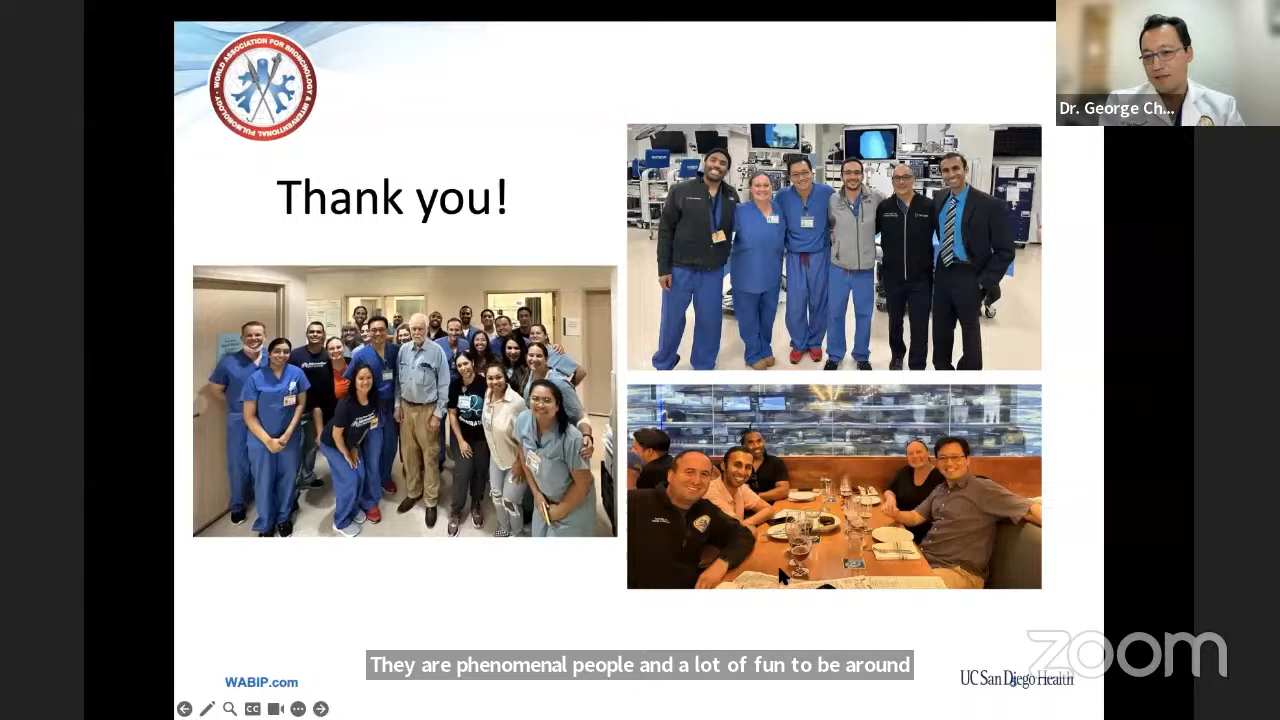 WORLD ASSOCIATION FOR BRONCHOLOGY & INTERVENTIONAL PULMONOLOGY
Dr. George Ch...
Thank you!
They are phenomenal people and a lot of fun to be around
WABIP.com
UC San Diego Health
zoom
CC